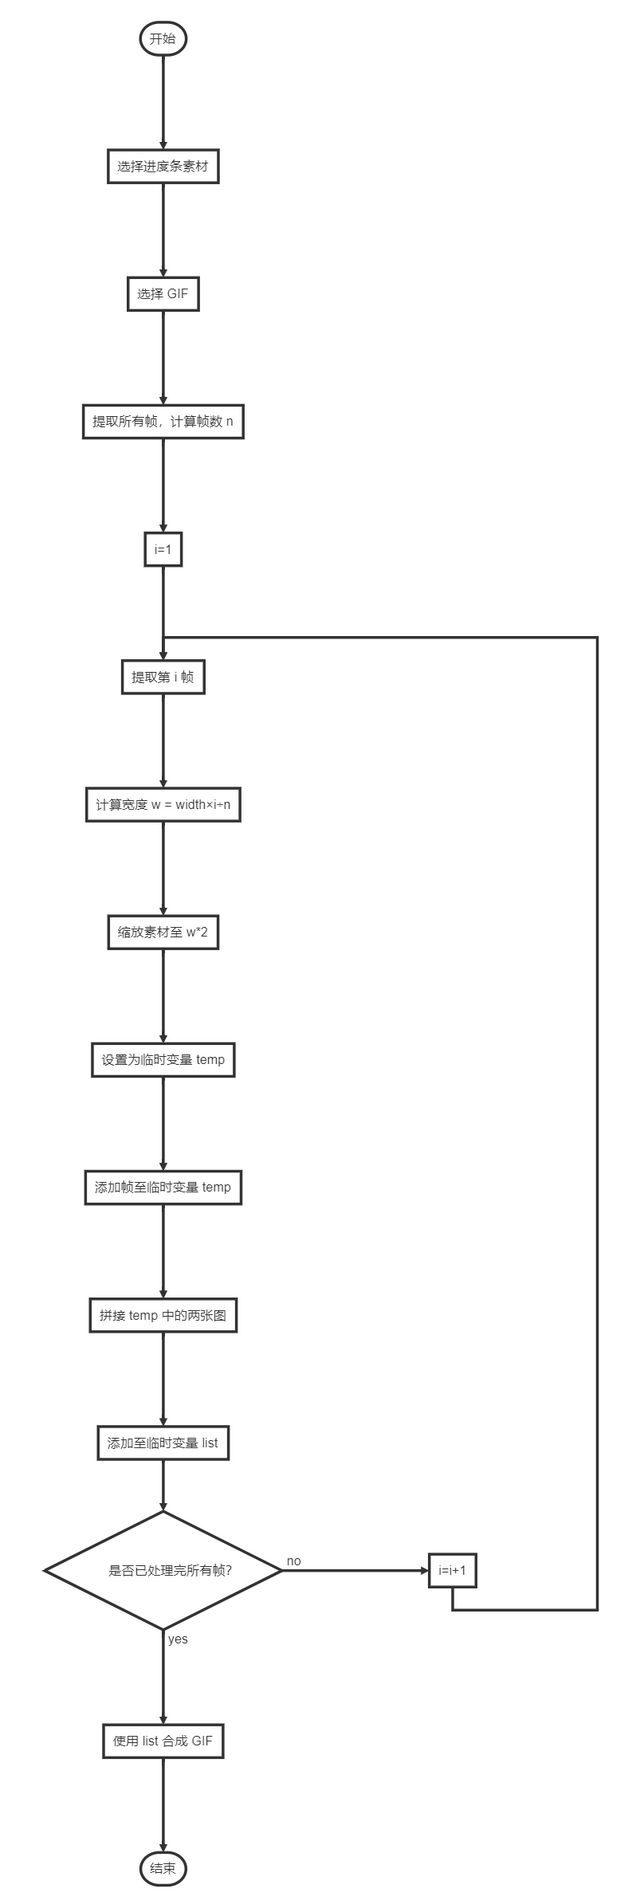 开始
选择进度条素材
选择 GIF
提取所有帧，计算帧数 n
i=1
提取第 i 帧
计算宽度 w = width×i÷n
缩放素材至 w*2
设置为临时变量 temp
添加帧至临时变量 temp
拼接 temp 中的两张图
添加至临时变量 list
是否已处理完所有帧?
no
i=i+1
yes
使用 list 合成 GIF
结束